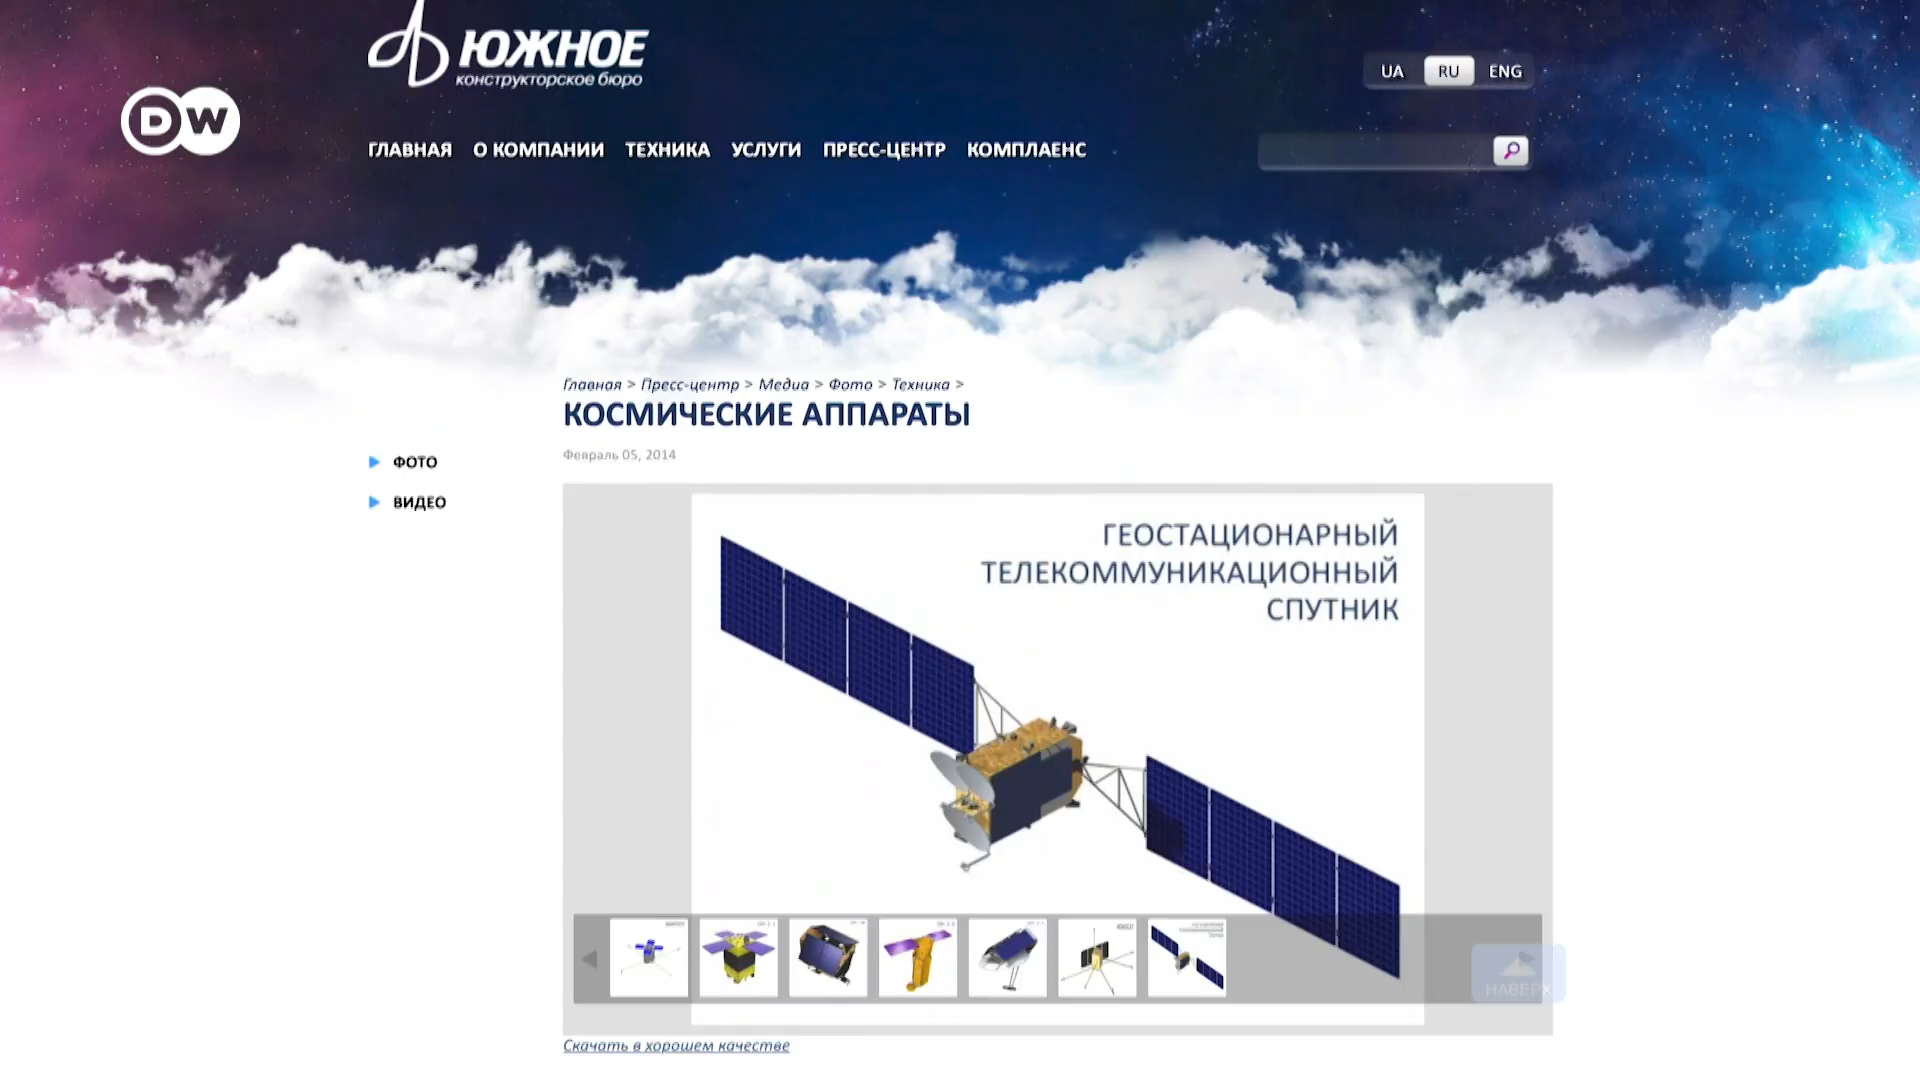 ЮЖНОЕ
конструкторское бюро
UA RU ENG
DW
ГЛАВНАЯ О КОМПАНИИ ТЕХНИКА УСЛУГИ ПРЕСС-ЦЕНТР КОМПЛАЕНС
Главная > Пресс-центр > Медиа > Фото > Техника >
КОСМИЧЕСКИЕ АППАРАТЫ
Февраль 05, 2014
ФОТО
ВИДЕО
ГЕОСТАЦИОНАРНЫЙ
ТЕЛЕКОММУНИКАЦИОННЫЙ
СПУТНИК
НАВЕРХ
Скачать в хорошем качестве